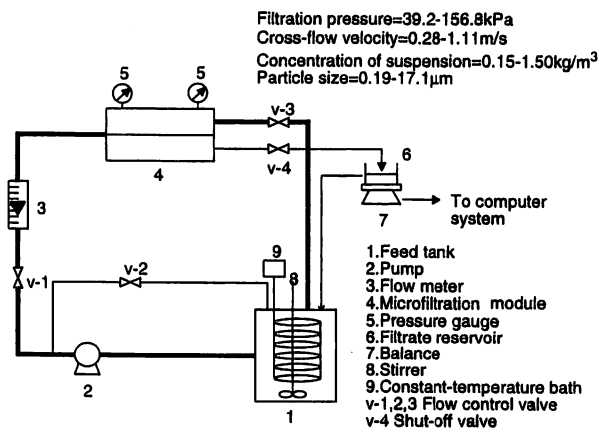 Filtration pressure=39.2-156.8kPa
Cross-flow velocity=0.28-1.11m/s
Concentration of suspension=0.15-1.50kg/m³
Particle size=0.19-17.1μm
5 5
v-3
v-4
4
6
7
To computer
system
3
v-1
v-2
9
8
2
1
1.Feed tank
2.Pump
3.Flow meter
4.Microfiltration module
5.Pressure gauge
6.Filtrate reservoir
7.Balance
8.Stirrer
9.Constant-temperature bath
v-1,2,3 Flow control valve
v-4 Shut-off valve